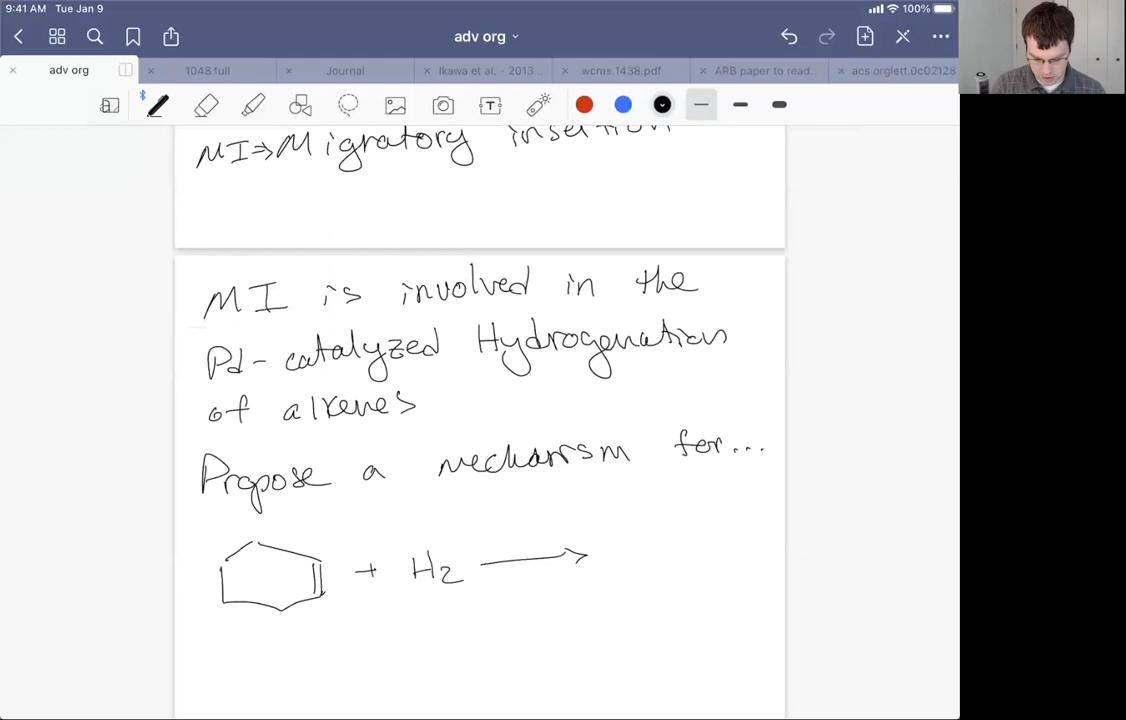 9:41 AM Tue Jan 9
100%
adv org
adv org
1048.full
Journal
Ikawa et al. - 2013...
wcms.1438.pdf
ARB paper to read...
acs.orglett.0c02128
MI⇒Migratory insertion
MI is involved in the
Pd-catalyzed Hydrogenation
of alkenes
Propose a mechanism for...
+ H2 ⟶